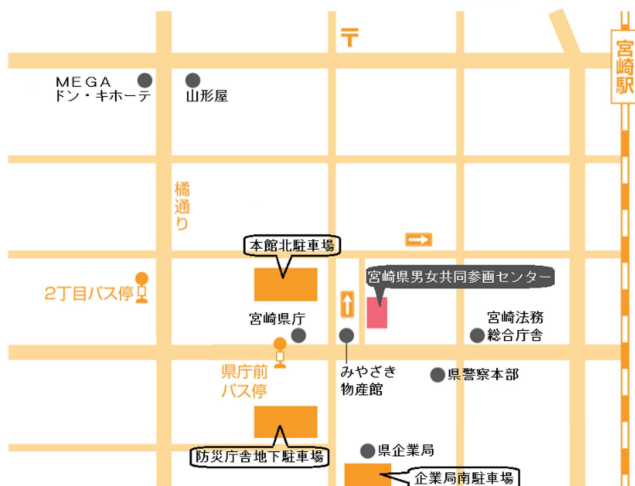 〒
宮崎駅
MEGA
ドン・キホーテ
山形屋
橘通り
本館北駐車場
宮崎県男女共同参画センター
2丁目バス停
宮崎県庁
宮崎法務
総合庁舎
県庁前
バス停
みやざき
物産館
県警察本部
防災庁舎地下駐車場
県企業局
企業局南駐車場